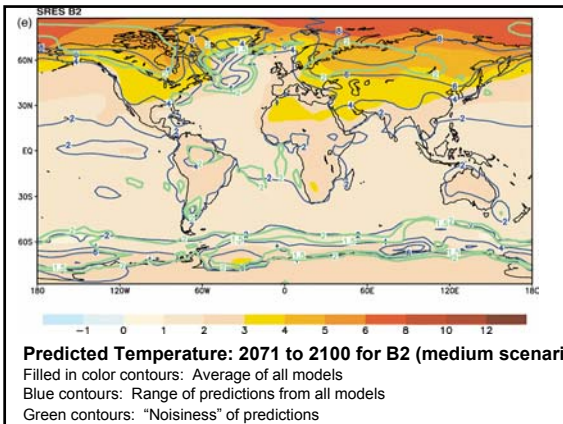 SRES B2
(e)
60N
30N
EQ
30S
60S
180 120W 60W 0 60E 120E 18C
-1 0 1 2 3 4 5 6 8 10 12
Predicted Temperature: 2071 to 2100 for B2 (medium scenari
Filled in color contours: Average of all models
Blue contours: Range of predictions from all models
Green contours: “Noisiness” of predictions